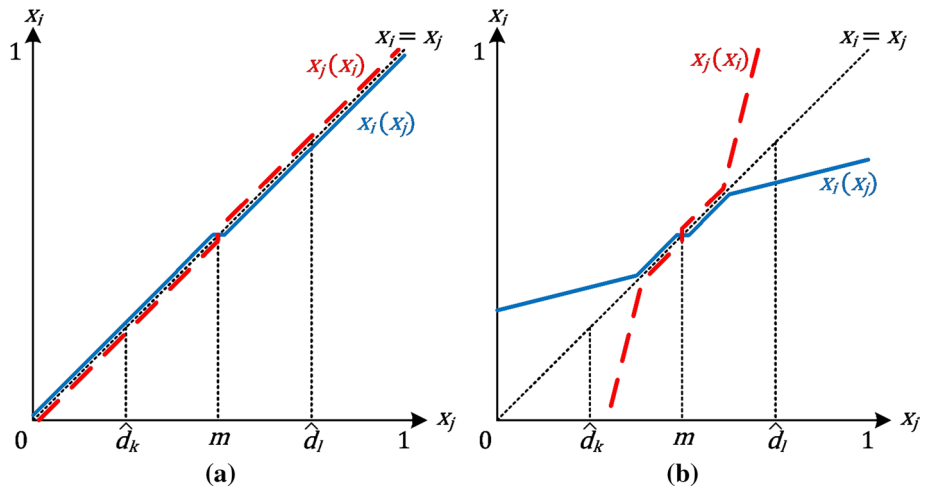 xᵢ
xᵢ
1
xᵢ = xⱼ
xⱼ(xᵢ)
xᵢ(xⱼ)
0
d̂ₖ
m
d̂ₗ
1
xⱼ
(a)
1
xᵢ = xⱼ
xⱼ(xᵢ)
xᵢ(xⱼ)
0
d̂ₖ
m
d̂ₗ
1
xⱼ
(b)